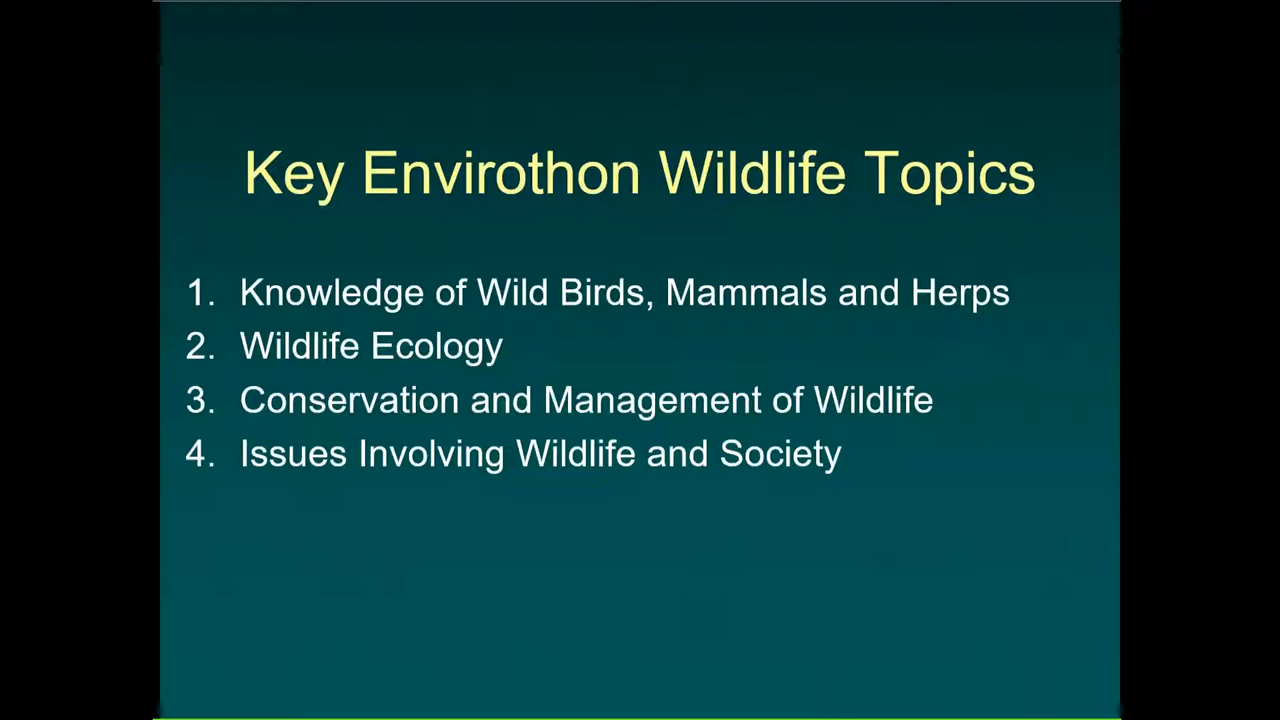 Key Envirothon Wildlife Topics
1. Knowledge of Wild Birds, Mammals and Herps
2. Wildlife Ecology
3. Conservation and Management of Wildlife
4. Issues Involving Wildlife and Society